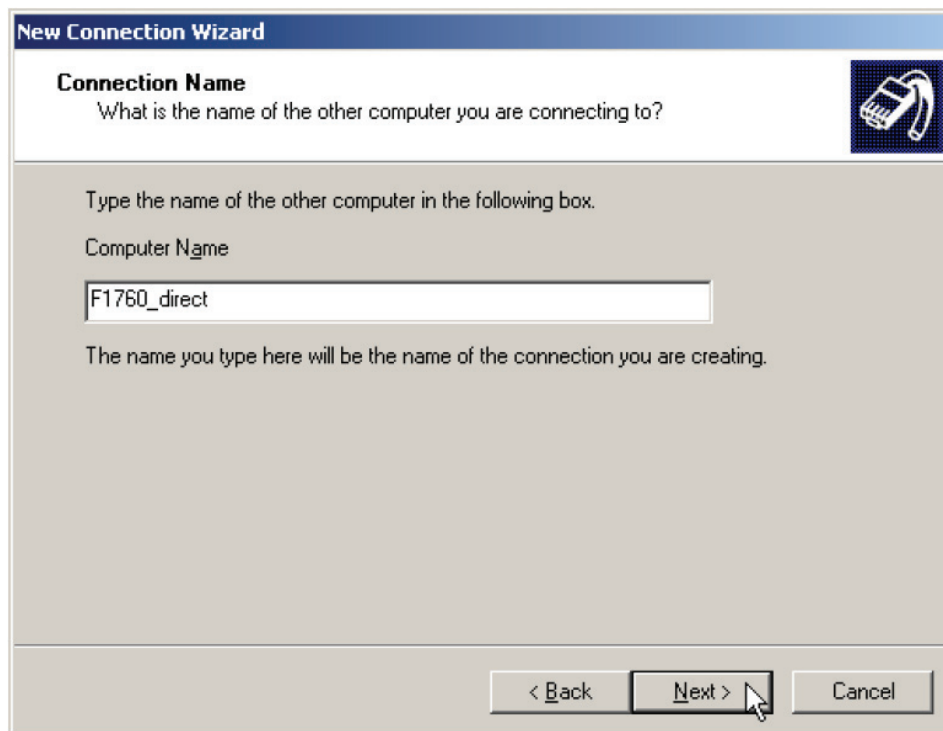 New Connection Wizard
Connection Name
What is the name of the other computer you are connecting to?
Type the name of the other computer in the following box.
Computer Name
F1760_direct
The name you type here will be the name of the connection you are creating.
< Back Next > Cancel